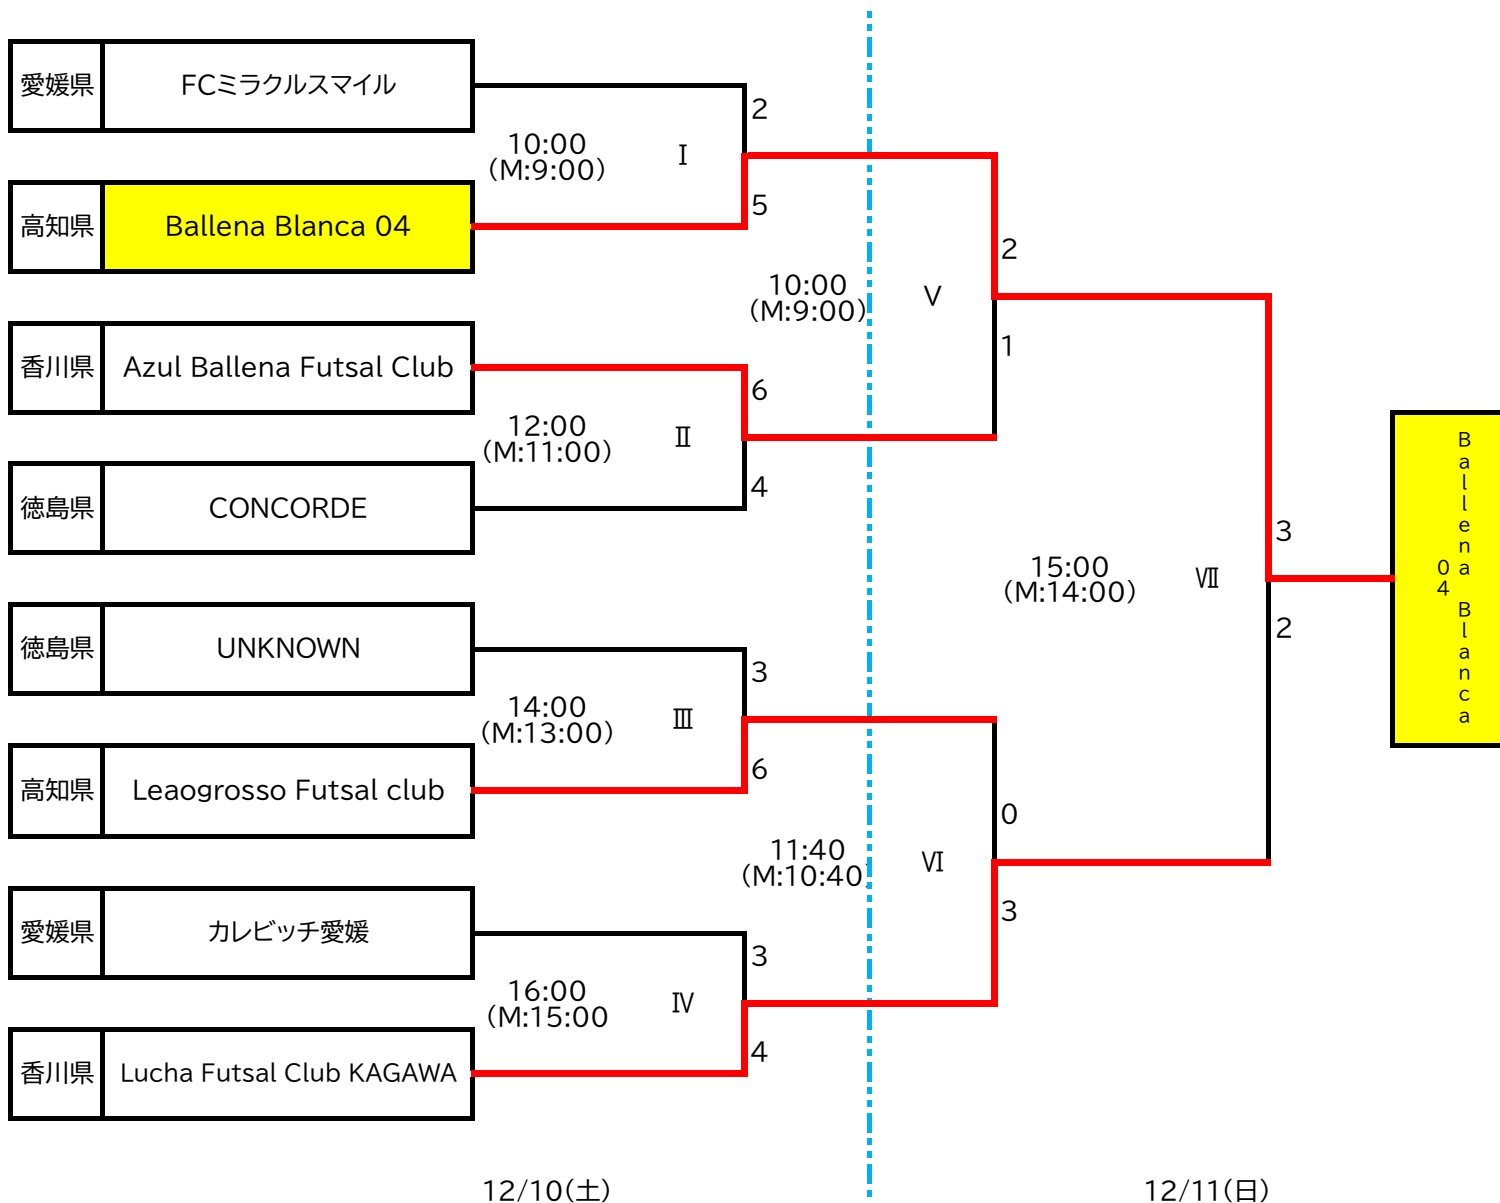 愛媛県 FCミラクルスマイル
2
10:00
(M:9:00)
Ⅰ
高知県 Ballena Blanca 04
5
2
10:00
(M:9:00)
Ⅴ
1
香川県 Azul Ballena Futsal Club
6
12:00
(M:11:00)
Ⅱ
徳島県 CONCORDE
4
3
15:00
(M:14:00)
Ⅶ
2
Ballena Blanca
04
徳島県 UNKNOWN
3
14:00
(M:13:00)
Ⅲ
高知県 Leaogrosso Futsal club
6
0
11:40
(M:10:40)
Ⅵ
3
愛媛県 カレビッチ愛媛
3
16:00
(M:15:00
Ⅳ
香川県 Lucha Futsal Club KAGAWA
4
12/10(土)
12/11(日)